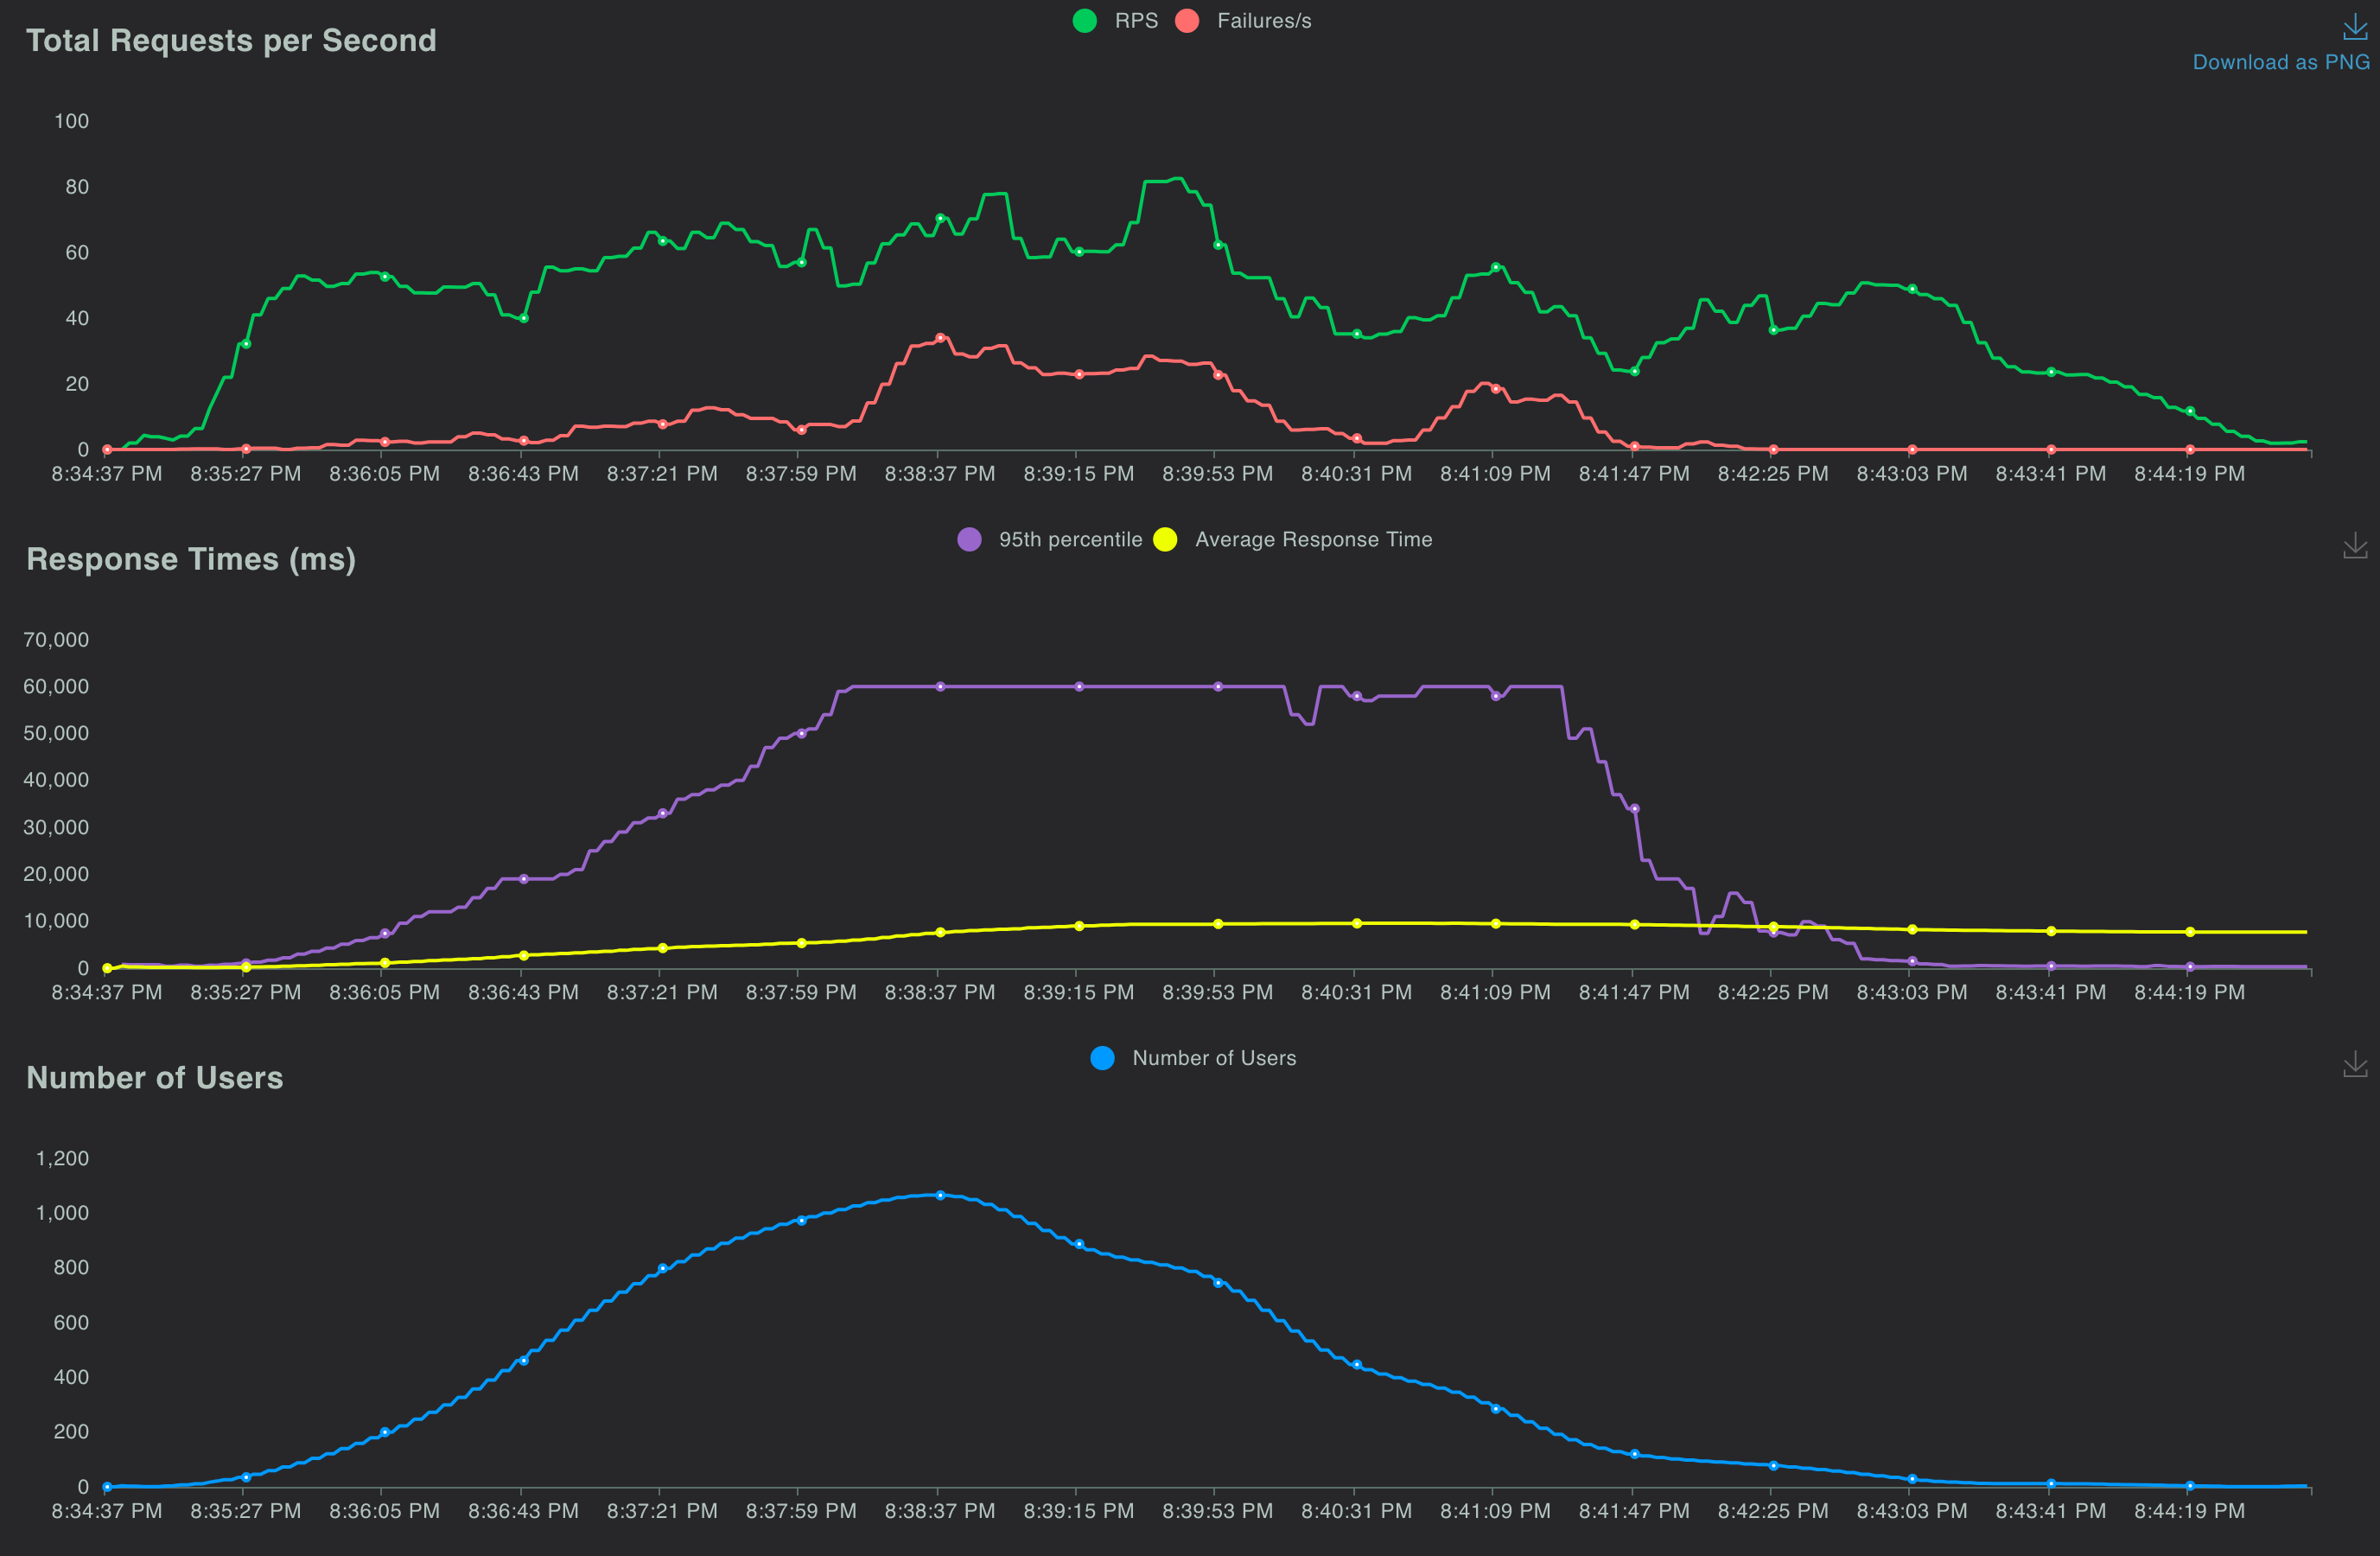 RPS Failures/s
Total Requests per Second
Download as PNG
100
80
60
40
20
0
8:34:37 PM 8:35:27 PM 8:36:05 PM 8:36:43 PM 8:37:21 PM 8:37:59 PM 8:38:37 PM 8:39:15 PM 8:39:53 PM 8:40:31 PM 8:41:09 PM 8:41:47 PM 8:42:25 PM 8:43:03 PM 8:43:41 PM 8:44:19 PM
95th percentile Average Response Time
Response Times (ms)
70,000
60,000
50,000
40,000
30,000
20,000
10,000
0
8:34:37 PM 8:35:27 PM 8:36:05 PM 8:36:43 PM 8:37:21 PM 8:37:59 PM 8:38:37 PM 8:39:15 PM 8:39:53 PM 8:40:31 PM 8:41:09 PM 8:41:47 PM 8:42:25 PM 8:43:03 PM 8:43:41 PM 8:44:19 PM
Number of Users
Number of Users
1,200
1,000
800
600
400
200
0
8:34:37 PM 8:35:27 PM 8:36:05 PM 8:36:43 PM 8:37:21 PM 8:37:59 PM 8:38:37 PM 8:39:15 PM 8:39:53 PM 8:40:31 PM 8:41:09 PM 8:41:47 PM 8:42:25 PM 8:43:03 PM 8:43:41 PM 8:44:19 PM